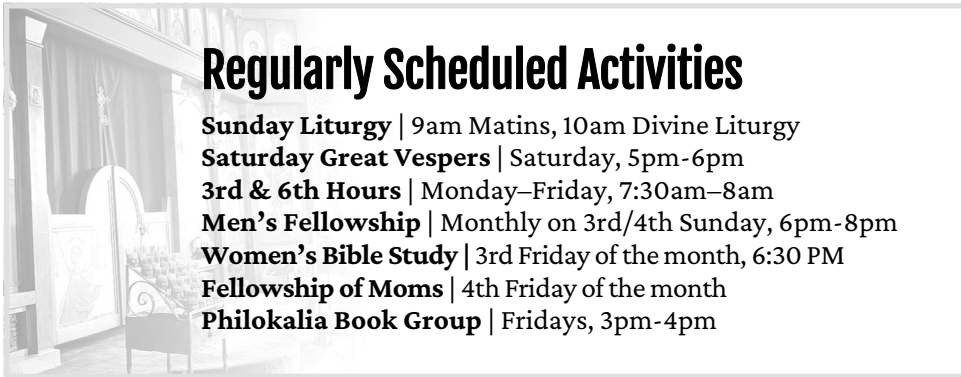 Regularly Scheduled Activities
Sunday Liturgy | 9am Matins, 10am Divine Liturgy
Saturday Great Vespers | Saturday, 5pm-6pm
3rd & 6th Hours | Monday–Friday, 7:30am–8am
Men’s Fellowship | Monthly on 3rd/4th Sunday, 6pm-8pm
Women’s Bible Study | 3rd Friday of the month, 6:30 PM
Fellowship of Moms | 4th Friday of the month
Philokalia Book Group | Fridays, 3pm-4pm